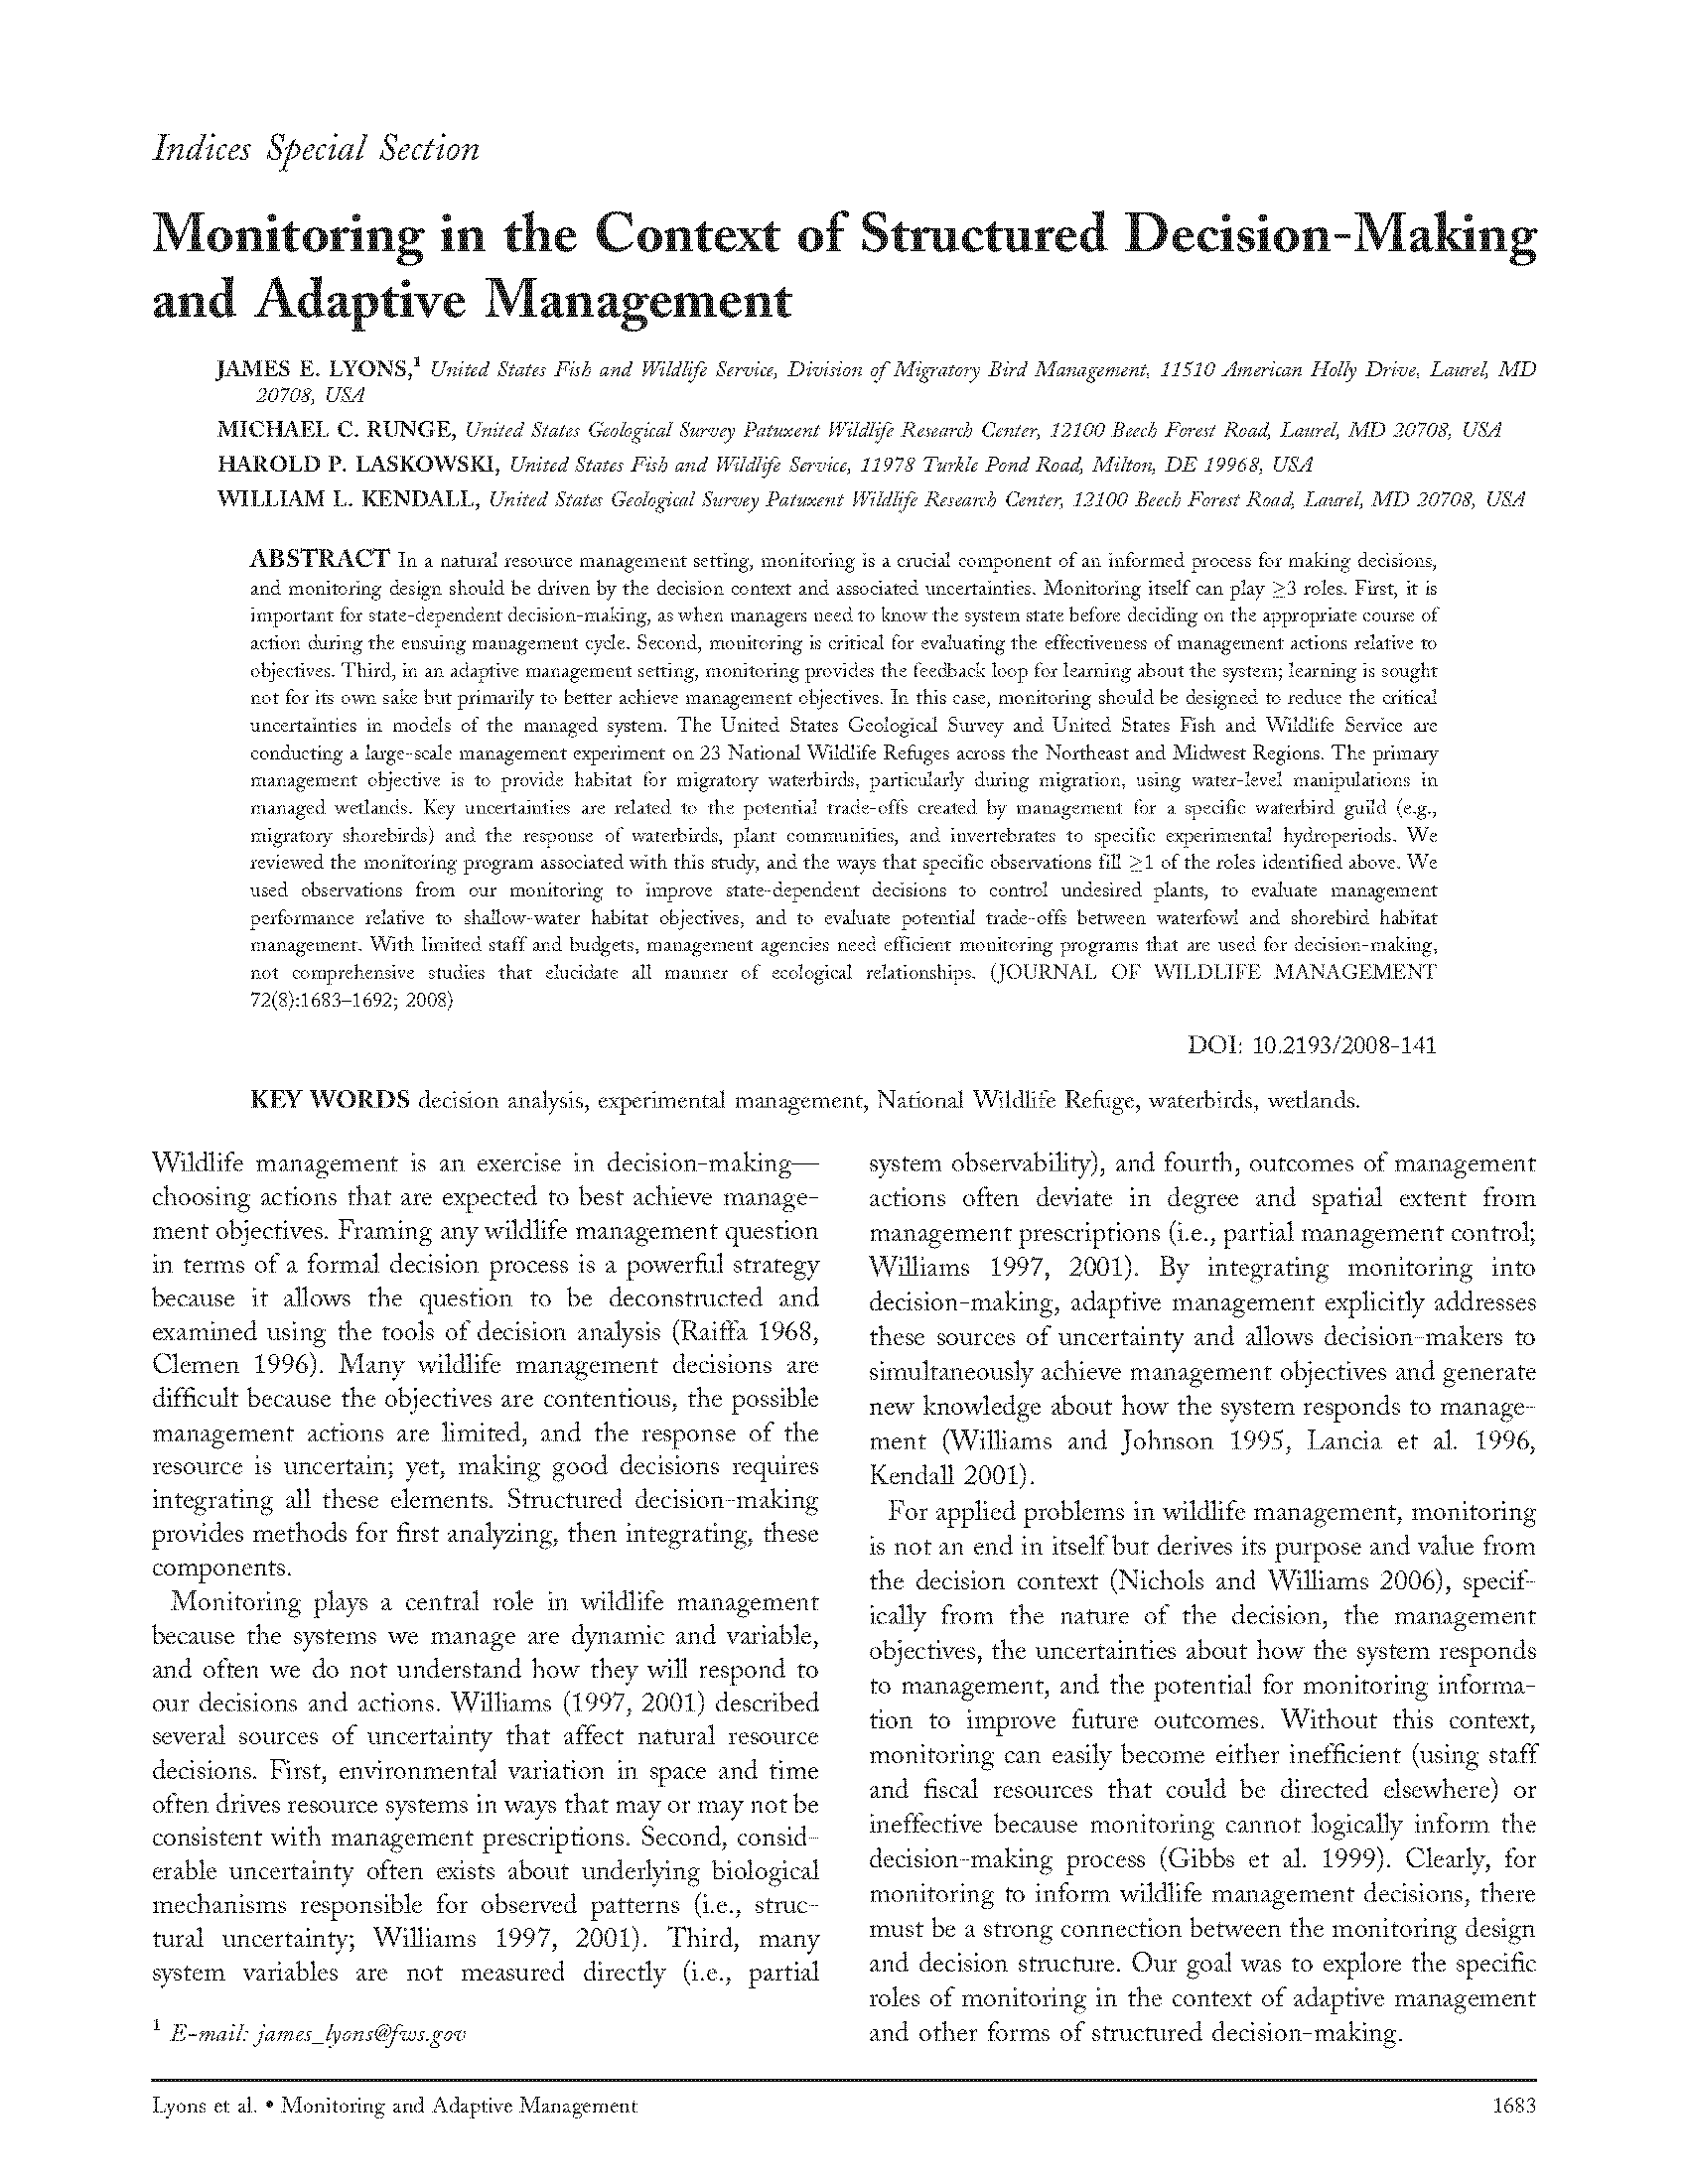 Indices Special Section
Monitoring in the Context of Structured Decision-Making
and Adaptive Management
JAMES E. LYONS,¹ United States Fish and Wildlife Service, Division of Migratory Bird Management, 11510 American Holly Drive, Laurel, MD
20708, USA
MICHAEL C. RUNGE, United States Geological Survey Patuxent Wildlife Research Center, 12100 Beech Forest Road, Laurel, MD 20708, USA
HAROLD P. LASKOWSKI, United States Fish and Wildlife Service, 11978 Turkle Pond Road, Milton, DE 19968, USA
WILLIAM L. KENDALL, United States Geological Survey Patuxent Wildlife Research Center, 12100 Beech Forest Road, Laurel, MD 20708, USA
ABSTRACT In a natural resource management setting, monitoring is a crucial component of an informed process for making decisions,
and monitoring design should be driven by the decision context and associated uncertainties. Monitoring itself can play ≥3 roles. First, it is
important for state-dependent decision-making, as when managers need to know the system state before deciding on the appropriate course of
action during the ensuing management cycle. Second, monitoring is critical for evaluating the effectiveness of management actions relative to
objectives. Third, in an adaptive management setting, monitoring provides the feedback loop for learning about the system; learning is sought
not for its own sake but primarily to better achieve management objectives. In this case, monitoring should be designed to reduce the critical
uncertainties in models of the managed system. The United States Geological Survey and United States Fish and Wildlife Service are
conducting a large-scale management experiment on 23 National Wildlife Refuges across the Northeast and Midwest Regions. The primary
management objective is to provide habitat for migratory waterbirds, particularly during migration, using water-level manipulations in
managed wetlands. Key uncertainties are related to the potential trade-offs created by management for a specific waterbird guild (e.g.,
migratory shorebirds) and the response of waterbirds, plant communities, and invertebrates to specific experimental hydroperiods. We
reviewed the monitoring program associated with this study, and the ways that specific observations fill ≥1 of the roles identified above. We
used observations from our monitoring to improve state-dependent decisions to control undesired plants, to evaluate management
performance relative to shallow-water habitat objectives, and to evaluate potential trade-offs between waterfowl and shorebird habitat
management. With limited staff and budgets, management agencies need efficient monitoring programs that are used for decision-making,
not comprehensive studies that elucidate all manner of ecological relationships. (JOURNAL OF WILDLIFE MANAGEMENT
72(8):1683–1692; 2008)
DOI: 10.2193/2008-141
KEY WORDS decision analysis, experimental management, National Wildlife Refuge, waterbirds, wetlands.
Wildlife management is an exercise in decision-making—
choosing actions that are expected to best achieve manage-
ment objectives. Framing any wildlife management question
in terms of a formal decision process is a powerful strategy
because it allows the question to be deconstructed and
examined using the tools of decision analysis (Raiffa 1968,
Clemen 1996). Many wildlife management decisions are
difficult because the objectives are contentious, the possible
management actions are limited, and the response of the
resource is uncertain; yet, making good decisions requires
integrating all these elements. Structured decision-making
provides methods for first analyzing, then integrating, these
components.
Monitoring plays a central role in wildlife management
because the systems we manage are dynamic and variable,
and often we do not understand how they will respond to
our decisions and actions. Williams (1997, 2001) described
several sources of uncertainty that affect natural resource
decisions. First, environmental variation in space and time
often drives resource systems in ways that may or may not be
consistent with management prescriptions. Second, consid-
erable uncertainty often exists about underlying biological
mechanisms responsible for observed patterns (i.e., struc-
tural uncertainty; Williams 1997, 2001). Third, many
system variables are not measured directly (i.e., partial
¹ E-mail: james_lyons@fws.gov
system observability), and fourth, outcomes of management
actions often deviate in degree and spatial extent from
management prescriptions (i.e., partial management control;
Williams 1997, 2001). By integrating monitoring into
decision-making, adaptive management explicitly addresses
these sources of uncertainty and allows decision-makers to
simultaneously achieve management objectives and generate
new knowledge about how the system responds to manage-
ment (Williams and Johnson 1995, Lancia et al. 1996,
Kendall 2001).
For applied problems in wildlife management, monitoring
is not an end in itself but derives its purpose and value from
the decision context (Nichols and Williams 2006), specif-
ically from the nature of the decision, the management
objectives, the uncertainties about how the system responds
to management, and the potential for monitoring informa-
tion to improve future outcomes. Without this context,
monitoring can easily become either inefficient (using staff
and fiscal resources that could be directed elsewhere) or
ineffective because monitoring cannot logically inform the
decision-making process (Gibbs et al. 1999). Clearly, for
monitoring to inform wildlife management decisions, there
must be a strong connection between the monitoring design
and decision structure. Our goal was to explore the specific
roles of monitoring in the context of adaptive management
and other forms of structured decision-making.
Lyons et al. • Monitoring and Adaptive Management
1683